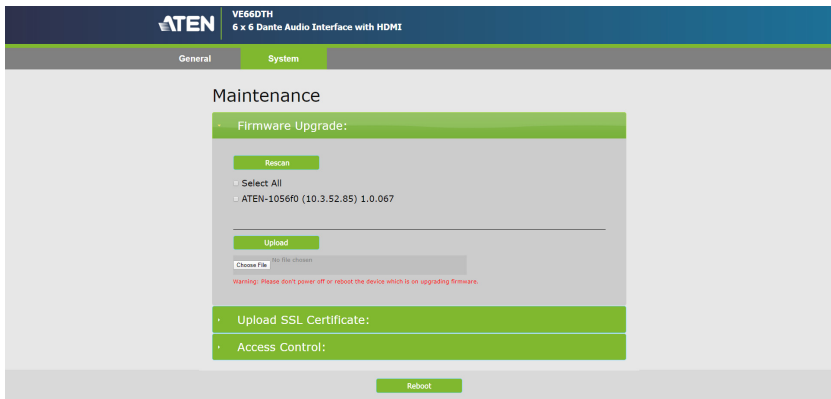 ATEN
VE66DTH
6 x 6 Dante Audio Interface with HDMI
General
System
Maintenance
Firmware Upgrade:
Rescan
Select All
ATEN-1056f0 (10.3.52.85) 1.0.067
Upload
Choose File No file chosen
Warning: Please don't power off or reboot the device which is on upgrading firmware.
Upload SSL Certificate:
Access Control:
Reboot